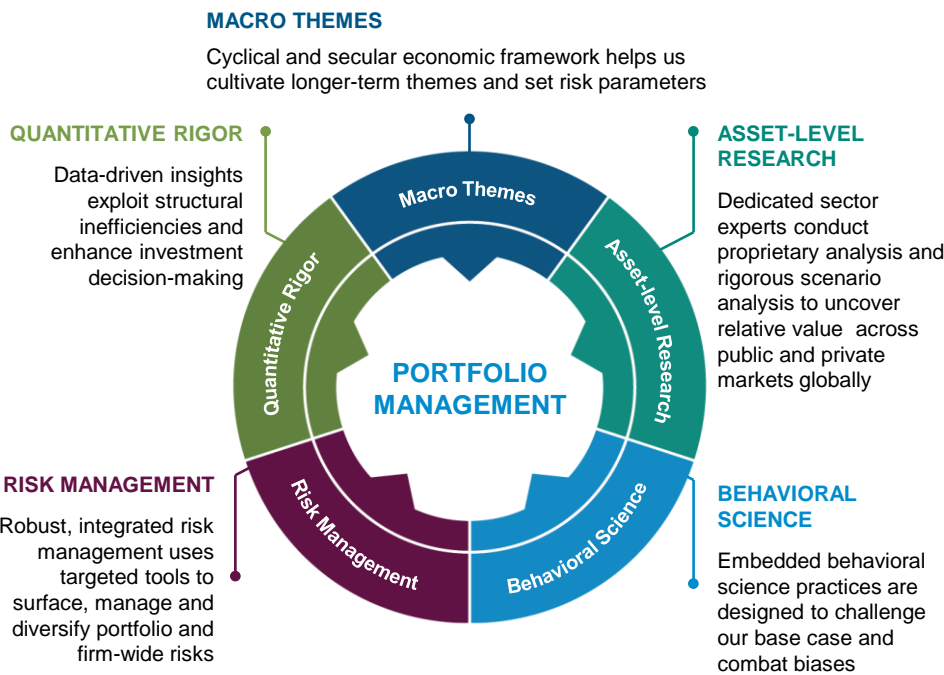 MACRO THEMES
Cyclical and secular economic framework helps us
cultivate longer-term themes and set risk parameters
QUANTITATIVE RIGOR
Data-driven insights
exploit structural
inefficiencies and
enhance investment
decision-making
ASSET-LEVEL
RESEARCH
Dedicated sector
experts conduct
proprietary analysis and
rigorous scenario
analysis to uncover
relative value across
public and private
markets globally
Macro Themes
Quantitative Rigor
Asset-level Research
PORTFOLIO
MANAGEMENT
Risk Management
Behavioral Science
RISK MANAGEMENT
Robust, integrated risk
management uses
targeted tools to
surface, manage and
diversify portfolio and
firm-wide risks
BEHAVIORAL
SCIENCE
Embedded behavioral
science practices are
designed to challenge
our base case and
combat biases